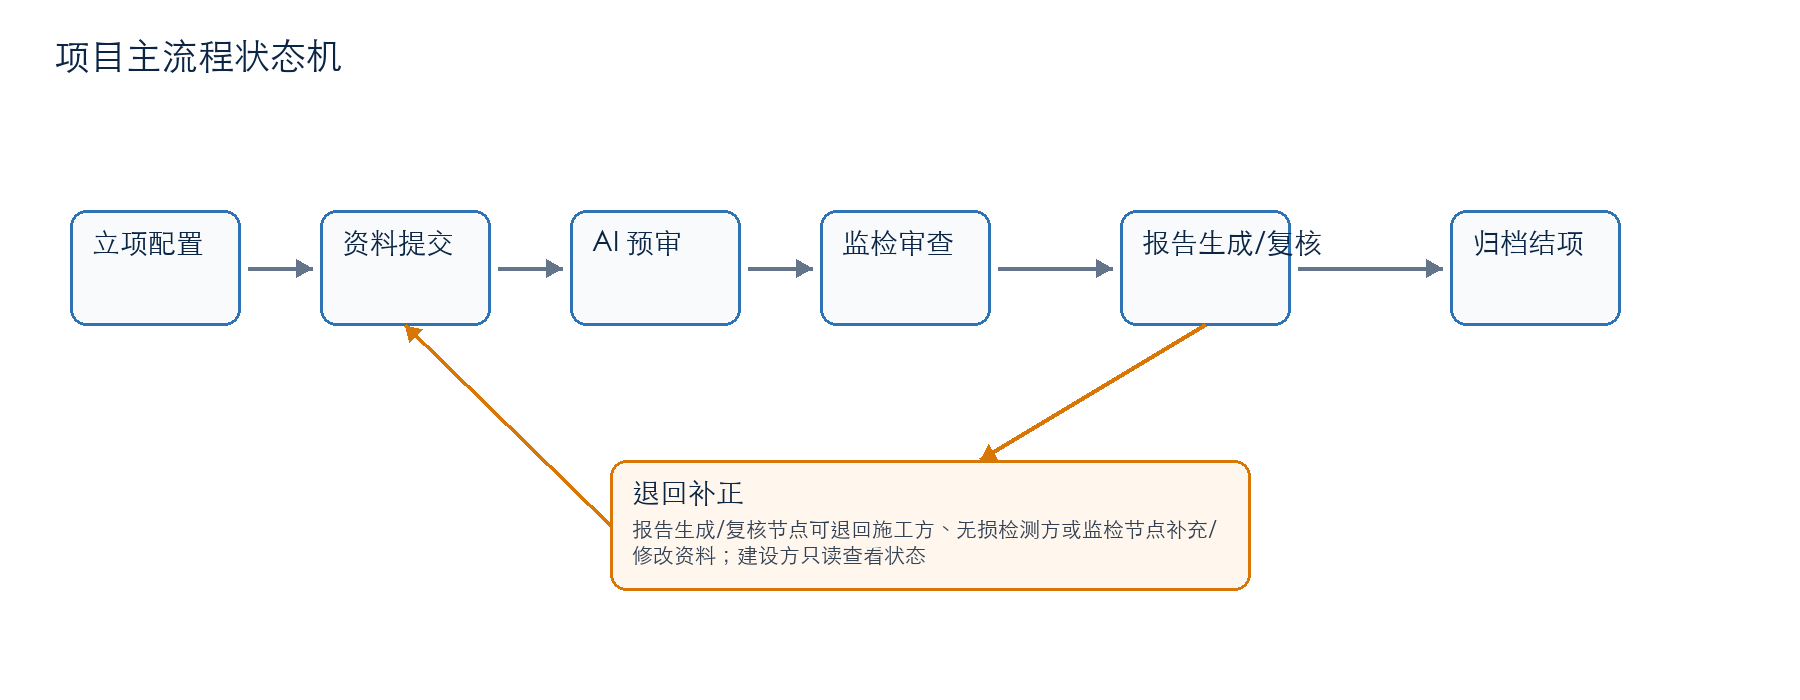 项目主流程状态机
立项配置
资料提交
AI 预审
监检审查
报告生成/复核
归档结项
退回补正
报告生成/复核节点可退回施工方、无损检测方或监检节点补充/
修改资料；建设方只读查看状态